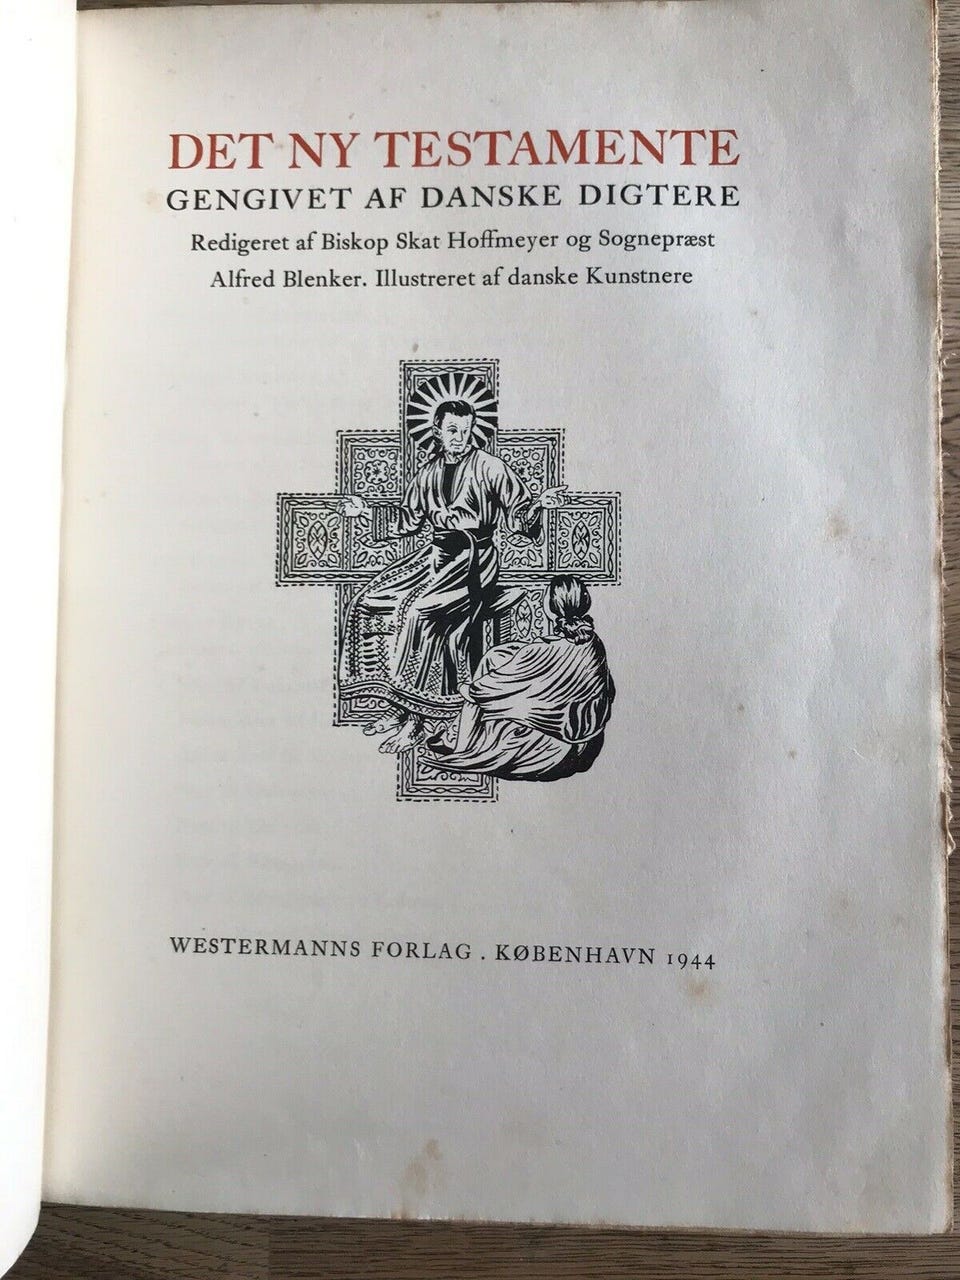 DET NY TESTAMENTE
GENGIVET AF DANSKE DIGTERE
Redigeret af Biskop Skat Hoffmeyer og Sognepræst
Alfred Blenker. Illustreret af danske Kunstnere
WESTERMANNS FORLAG . KØBENHAVN 1944